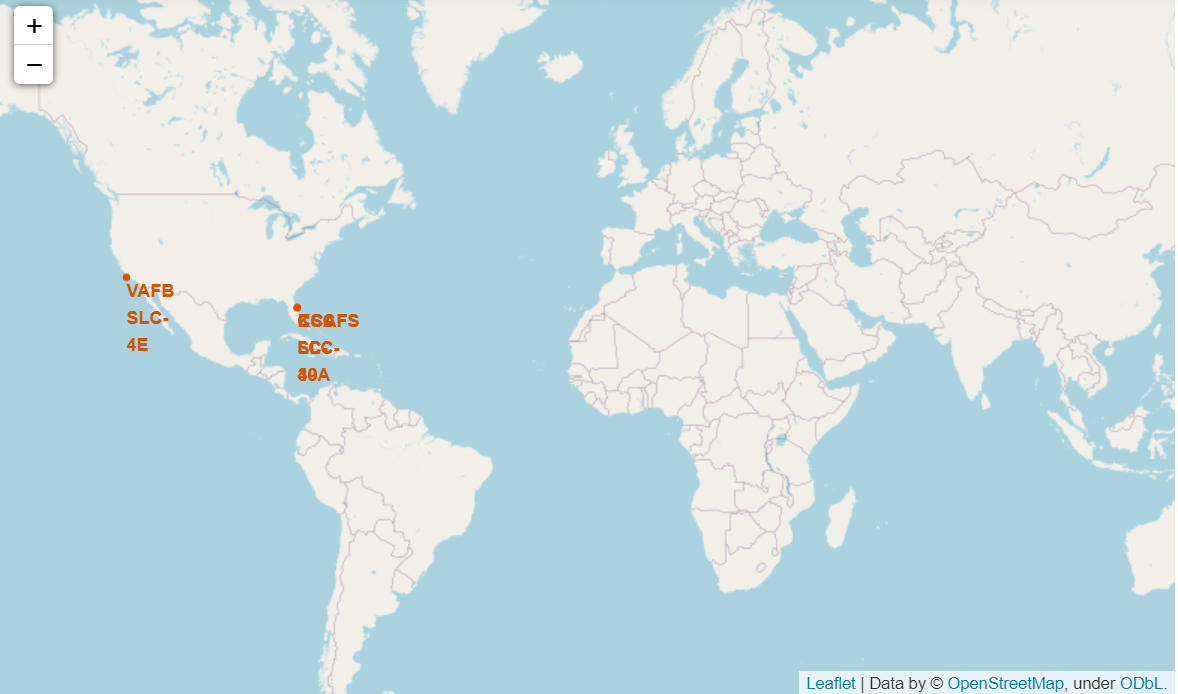 +
−
VAFB
SLC-
4E
Leaflet | Data by © OpenStreetMap, under ODbL.